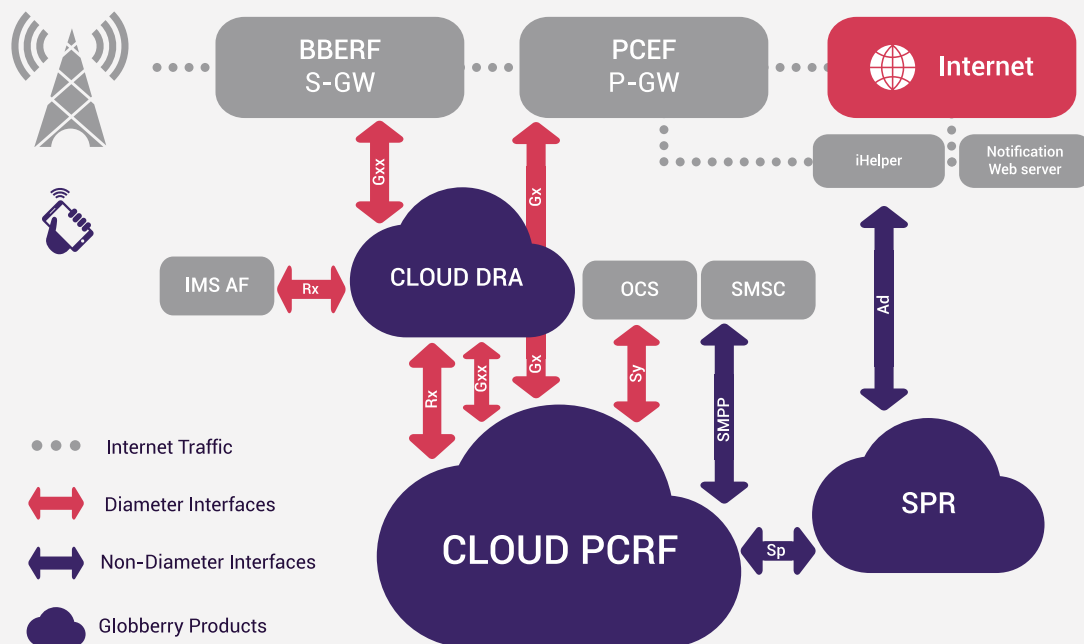 BBERF
S-GW
PCEF
P-GW
Internet
iHelper
Notification
Web server
Gxx
Gx
CLOUD DRA
IMS AF
Rx
OCS
SMSC
Ad
Rx
Gxx
Gx
Sy
SMPP
Internet Traffic
Diameter Interfaces
Non-Diameter Interfaces
Globberry Products
CLOUD PCRF
Sp
SPR